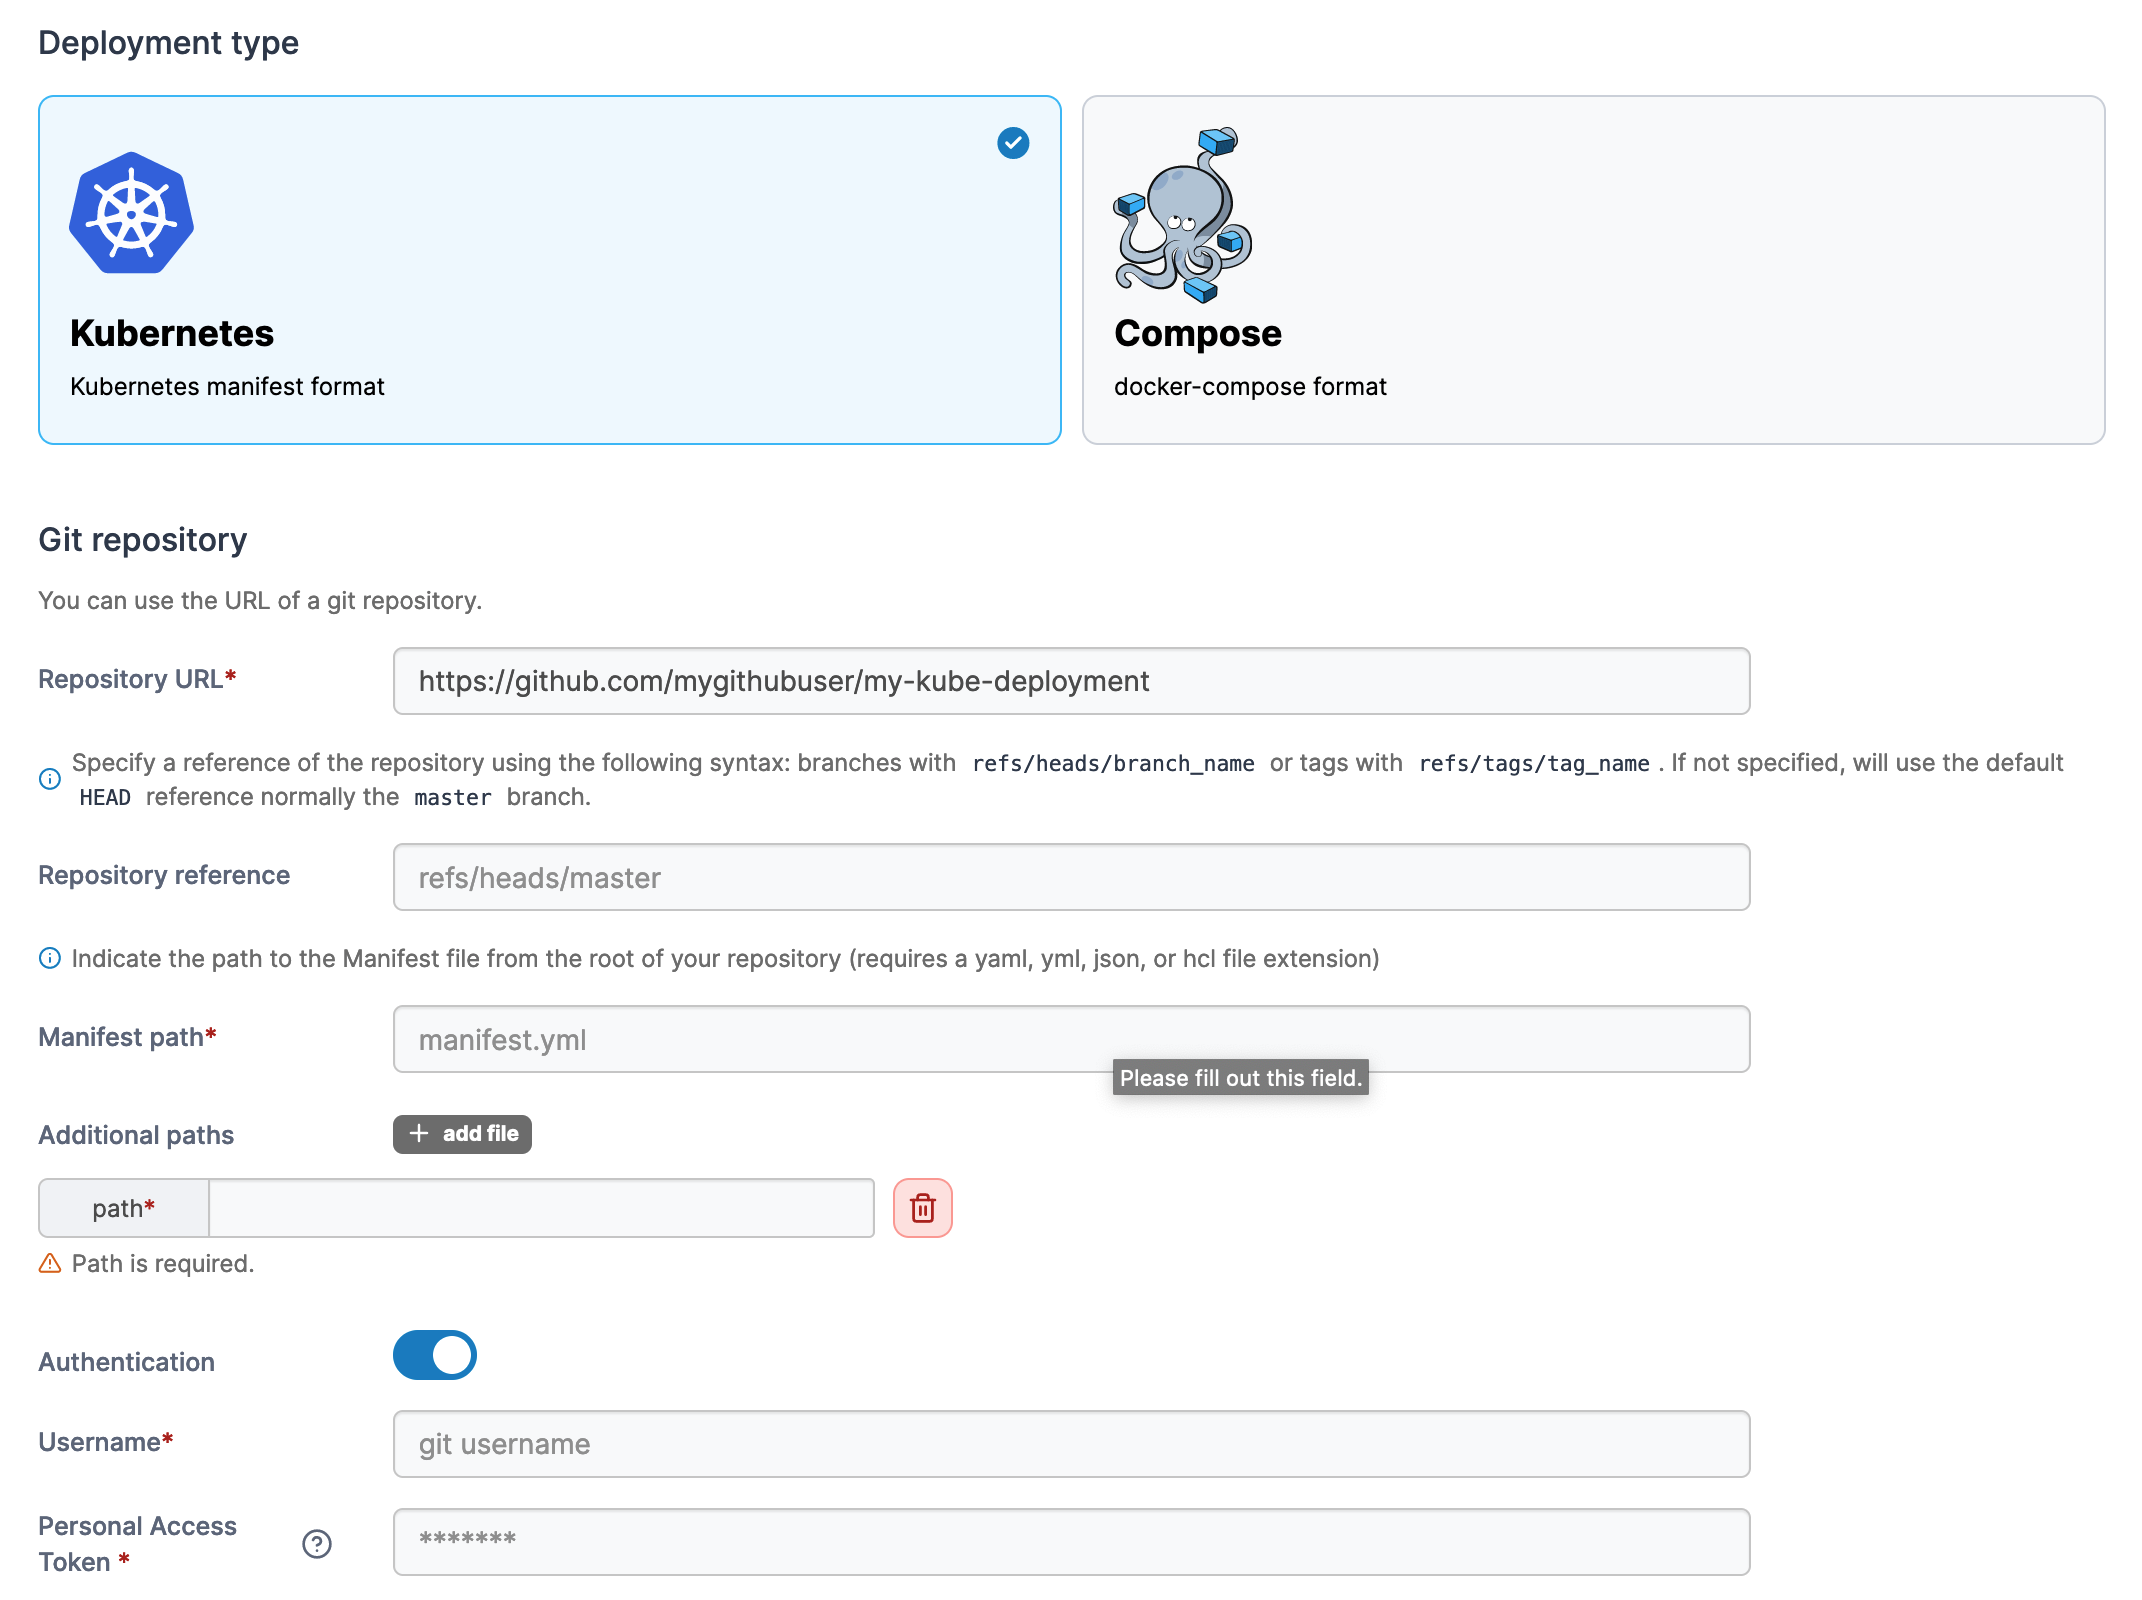 Deployment type
Kubernetes
Kubernetes manifest format
Compose
docker-compose format
Git repository
You can use the URL of a git repository.
Repository URL*
https://github.com/mygithubuser/my-kube-deployment
Specify a reference of the repository using the following syntax: branches with refs/heads/branch_name or tags with refs/tags/tag_name . If not specified, will use the default
HEAD reference normally the master branch.
Repository reference
refs/heads/master
Indicate the path to the Manifest file from the root of your repository (requires a yaml, yml, json, or hcl file extension)
Manifest path*
manifest.yml
Please fill out this field.
Additional paths
+ add file
path*
Path is required.
Authentication
Username*
git username
Personal Access
Token *
*******